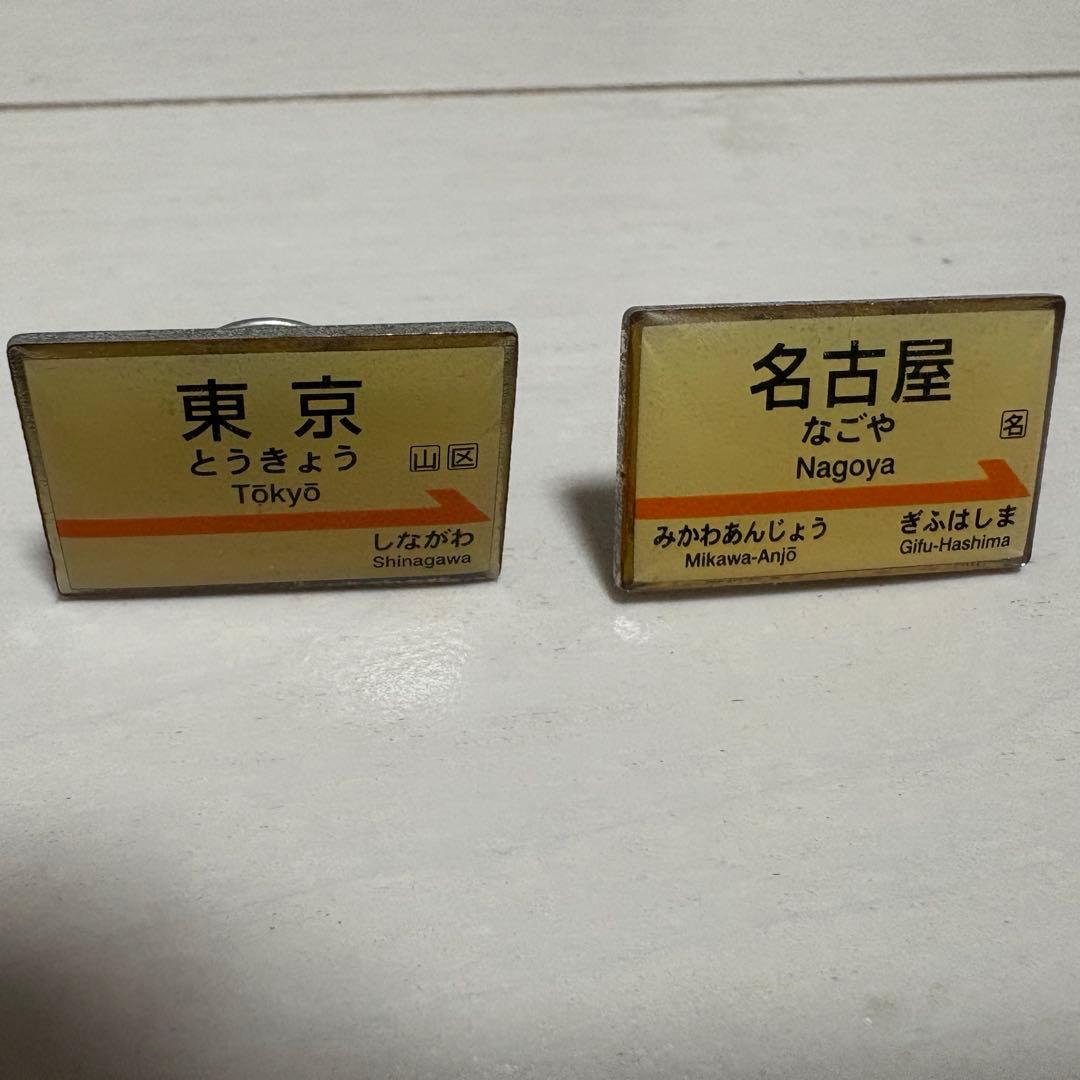 東京
とうきょう
山 区
Tōkyō
しながわ
Shinagawa
名古屋
なごや
名
Nagoya
みかわあんじょう
Mikawa-Anjō
ぎふはしま
Gifu-Hashima